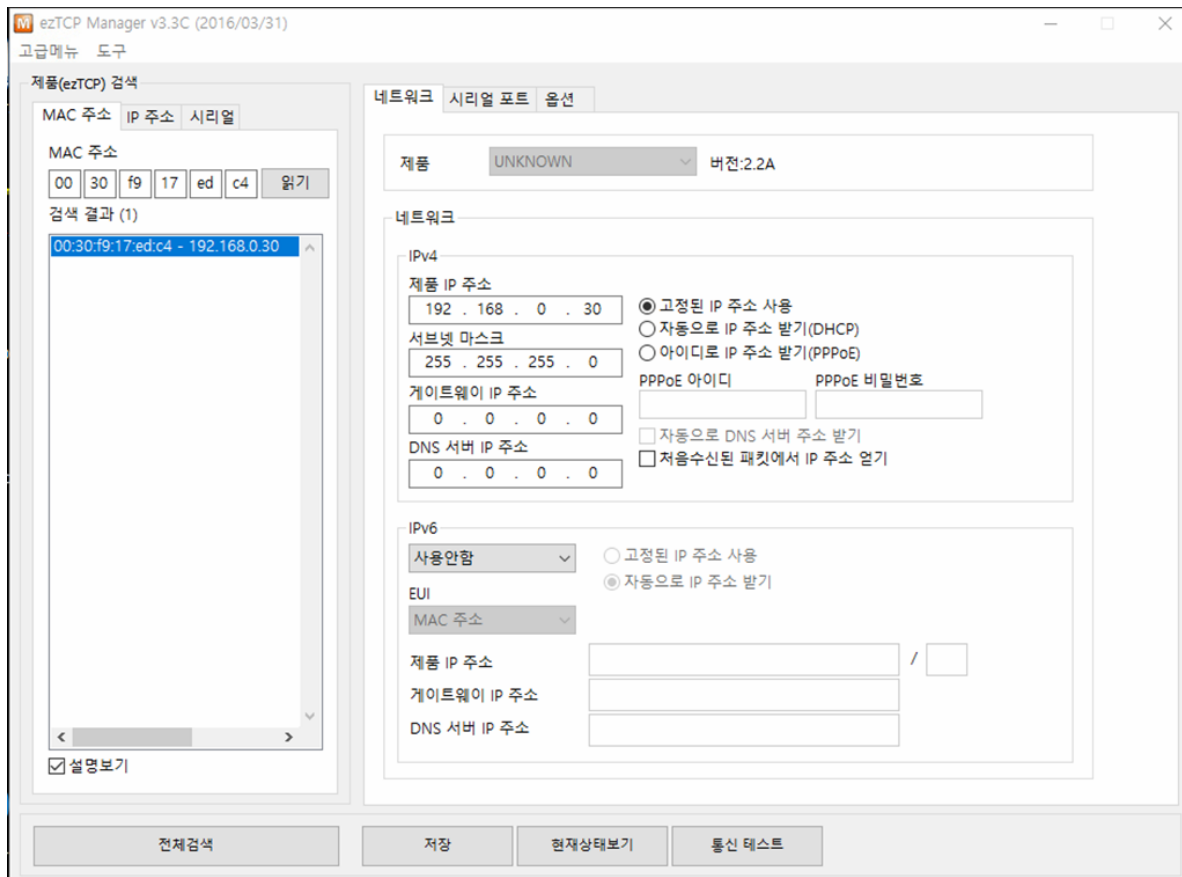 M ezTCP Manager v3.3C (2016/03/31)
고급메뉴 도구
제품(ezTCP) 검색
MAC 주소 IP 주소 시리얼
MAC 주소
00 30 f9 17 ed c4 읽기
검색 결과 (1)
00:30:f9:17:ed:c4 - 192.168.0.30
설명보기
네트워크 시리얼 포트 옵션
제품 UNKNOWN 버전:2.2A
네트워크
IPv4
제품 IP 주소
192 . 168 . 0 . 30
서브넷 마스크
255 . 255 . 255 . 0
게이트웨이 IP 주소
0 . 0 . 0 . 0
DNS 서버 IP 주소
0 . 0 . 0 . 0
고정된 IP 주소 사용
자동으로 IP 주소 받기(DHCP)
아이디로 IP 주소 받기(PPPoE)
PPPoE 아이디 PPPoE 비밀번호
자동으로 DNS 서버 주소 받기
처음수신된 패킷에서 IP 주소 얻기
IPv6
사용안함
고정된 IP 주소 사용
자동으로 IP 주소 받기
EUI
MAC 주소
제품 IP 주소 /
게이트웨이 IP 주소
DNS 서버 IP 주소
전체검색 저장 현재상태보기 통신 테스트